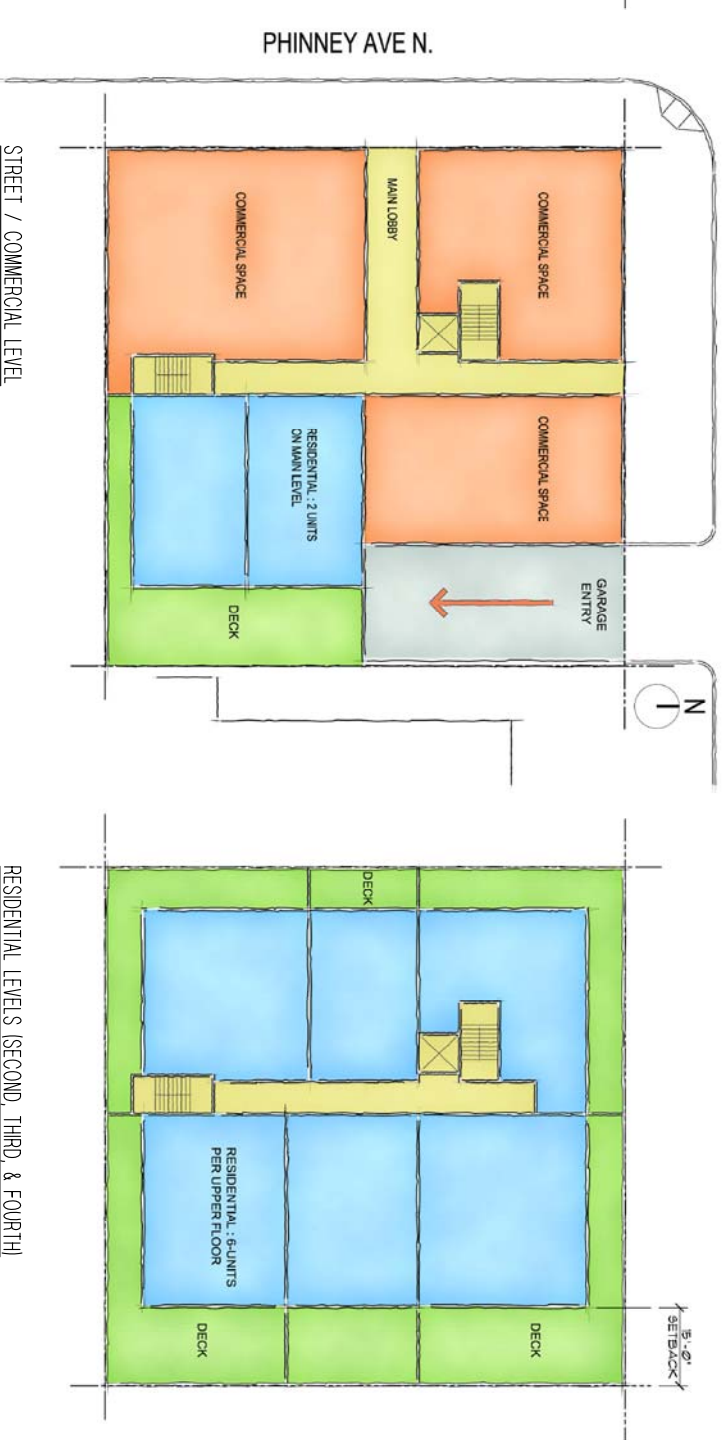 PHINNEY AVE N.
STREET / COMMERCIAL LEVEL
COMMERCIAL SPACE
MAIN LOBBY
COMMERCIAL SPACE
COMMERCIAL SPACE
RESIDENTIAL : 2 UNITS
ON MAIN LEVEL
DECK
GARAGE
ENTRY
N
RESIDENTIAL LEVELS (SECOND, THIRD, & FOURTH)
DECK
RESIDENTIAL : 6-UNITS
PER UPPER FLOOR
DECK
DECK
15'-0"
SETBACK